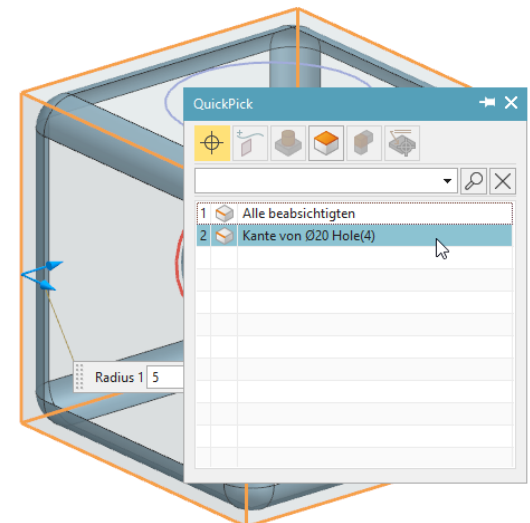 QuickPick
1 Alle beabsichtigten
2 Kante von Ø20 Hole(4)
Radius 1 5